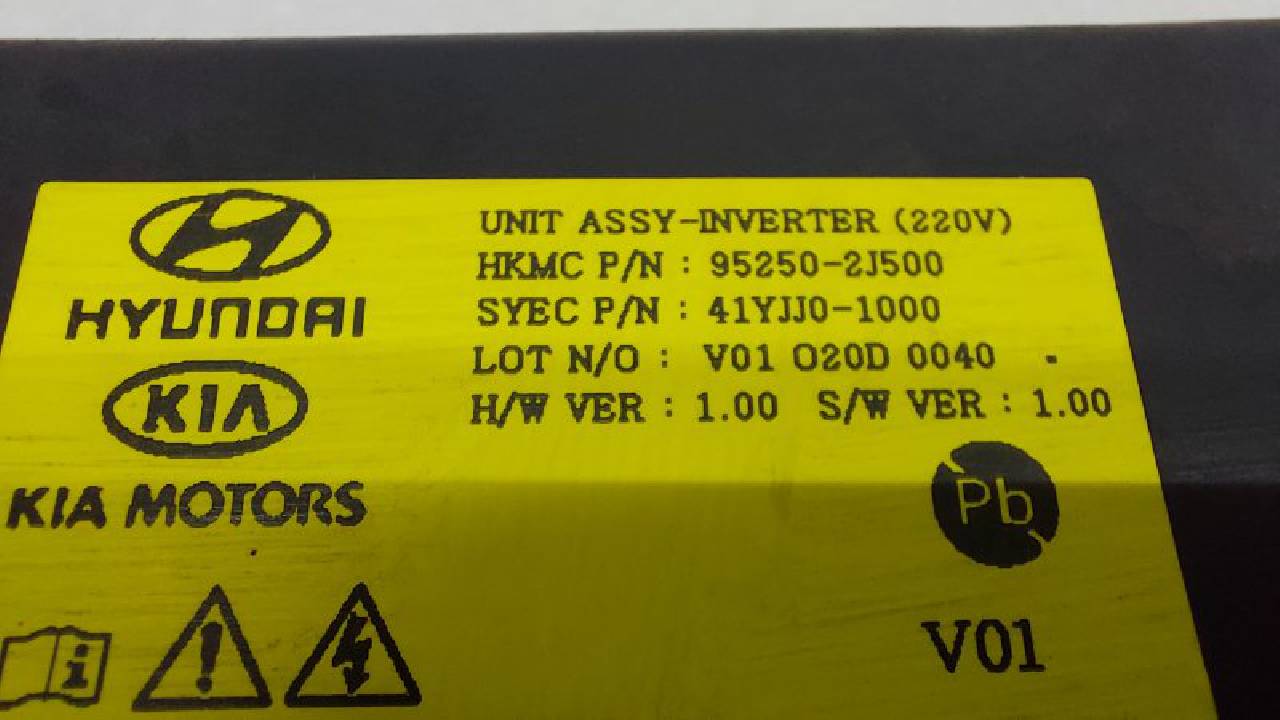 HYUNDAI
KIA
KIA MOTORS
UNIT ASSY-INVERTER (220V)
HKMC P/N : 95250-2J500
SYEC P/N : 41YJJ0-1000
LOT N/O : V01 O20D 0040 .
H/W VER : 1.00 S/W VER : 1.00
Pb
V01
i